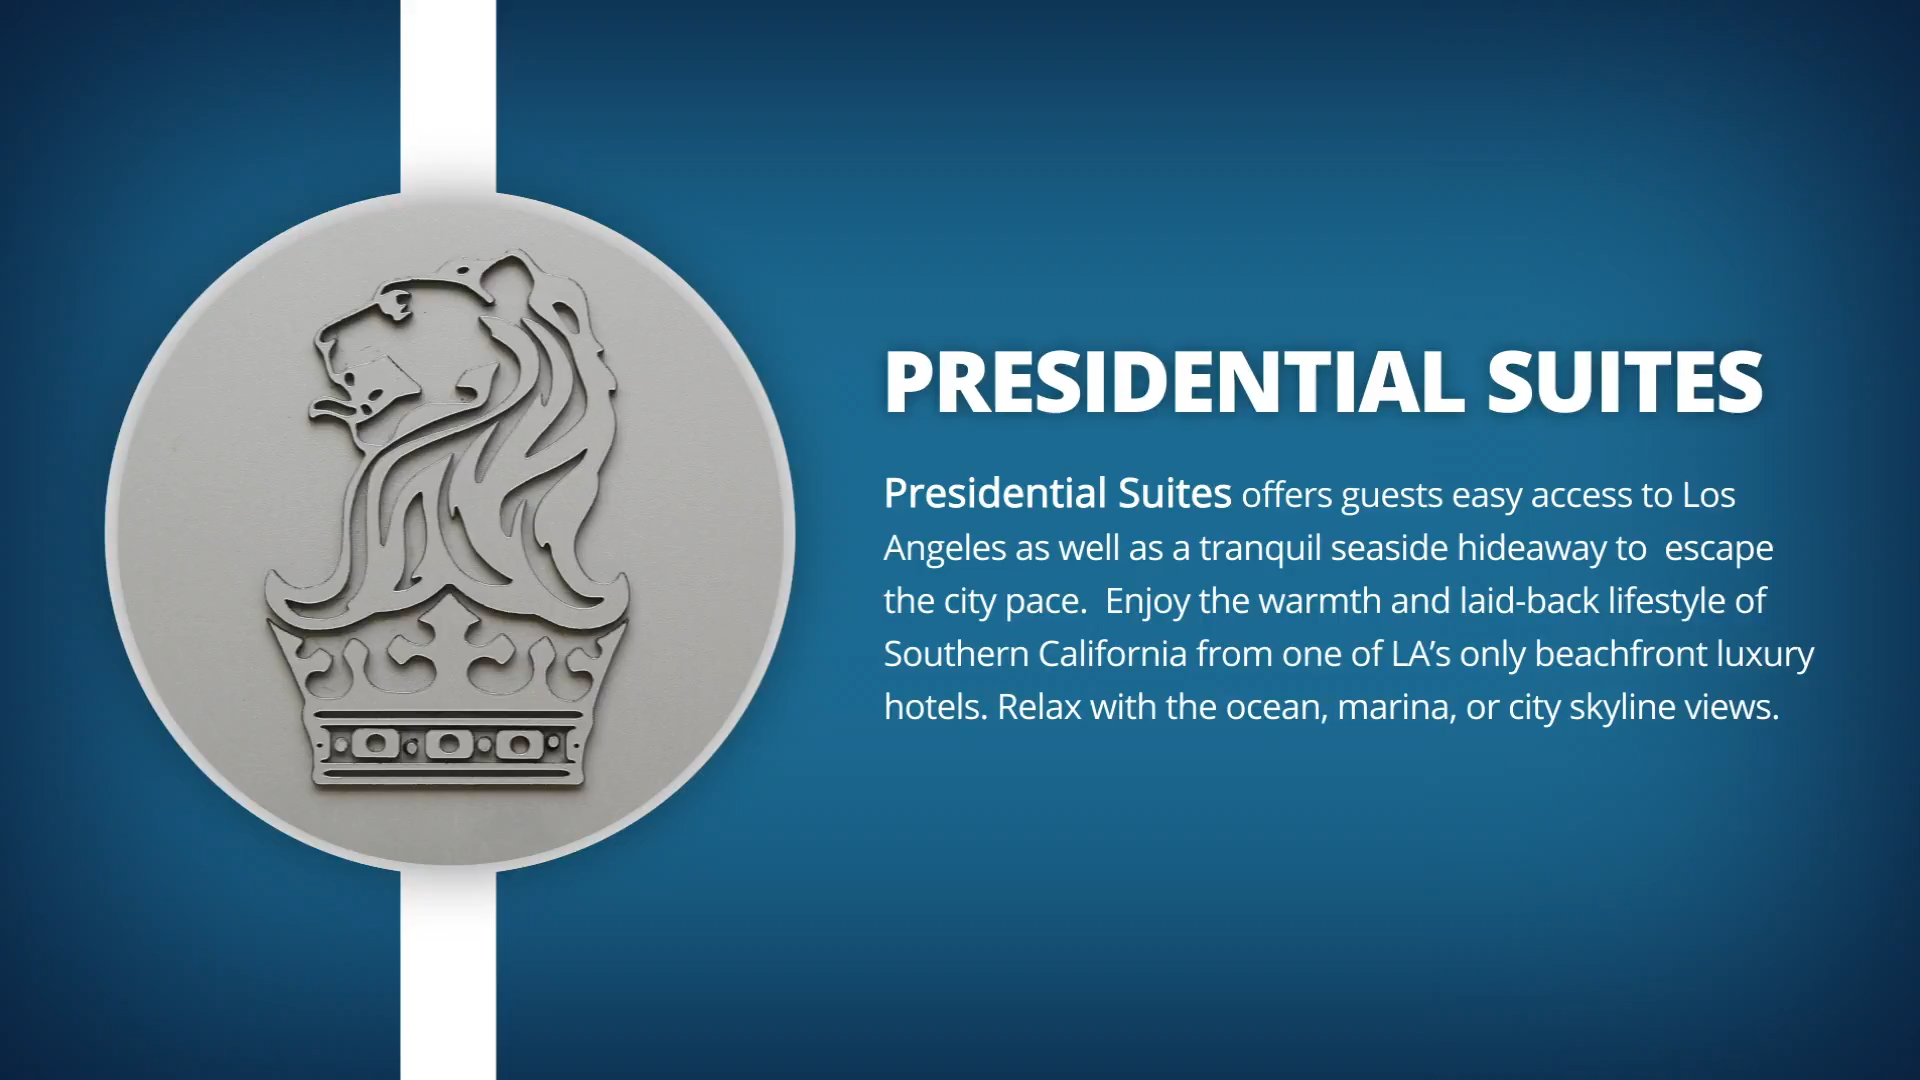 PRESIDENTIAL SUITES
Presidential Suites offers guests easy access to Los
Angeles as well as a tranquil seaside hideaway to  escape
the city pace.  Enjoy the warmth and laid-back lifestyle of
Southern California from one of LA’s only beachfront luxury
hotels. Relax with the ocean, marina, or city skyline views.